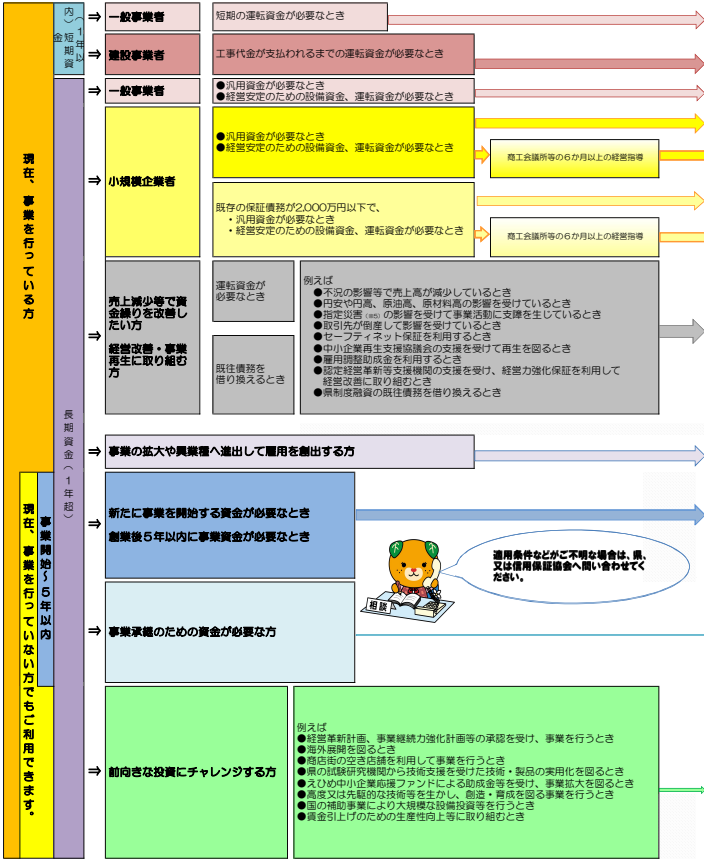 現在、事業を行っている方
現在、事業を行っていない方でもご利用できます。
事業開始～５年以内
短期資金（１年以内）
長期資金（１年超）
⇒ 一般事業者
短期の運転資金が必要なとき
⇒ 建設事業者
工事代金が支払われるまでの運転資金が必要なとき
⇒ 一般事業者
●汎用資金が必要なとき
●経営安定のための設備資金、運転資金が必要なとき
⇒ 小規模企業者
●汎用資金が必要なとき
●経営安定のための設備資金、運転資金が必要なとき
商工会議所等の６か月以上の経営指導
既存の保証債務が2,000万円以下で、
・汎用資金が必要なとき
・経営安定のための設備資金、運転資金が必要なとき
商工会議所等の６か月以上の経営指導
⇒ 売上減少等で資
金繰りを改善し
たい方
経営改善・事業
再生に取り組む
方
運転資金が
必要なとき
既往債務を
借り換えるとき
例えば
●不況の影響等で売上高が減少しているとき
●円安や円高、原油高、原材料高の影響を受けているとき
●指定災害（※5）の影響を受けて事業活動に支障を生じているとき
●取引先が倒産して影響を受けているとき
●セーフティネット保証を利用するとき
●中小企業再生支援協議会の支援を受けて再生を図るとき
●雇用調整助成金を利用するとき
●認定経営革新等支援機関の支援を受け、経営力強化保証を利用して
経営改善に取り組むとき
●県制度融資の既往債務を借り換えるとき
⇒ 事業の拡大や異業種へ進出して雇用を創出する方
⇒ 新たに事業を開始する資金が必要なとき
創業後５年以内に事業資金が必要なとき
適用条件などがご不明な場合は、県、
又は信用保証協会へ問い合わせてく
ださい。
相談
⇒ 事業承継のための資金が必要な方
⇒ 前向きな投資にチャレンジする方
例えば
●経営革新計画、事業継続力強化計画等の承認を受け、事業を行うとき
●海外展開を図るとき
●商店街の空き店舗を利用して事業を行うとき
●県の試験研究機関から技術支援を受けた技術・製品の実用化を図るとき
●えひめ中小企業応援ファンドによる助成金等を受け、事業拡大を図るとき
●高度又は先駆的な技術等を生かし、創造・育成を図る事業を行うとき
●国の補助事業により大規模な設備投資等を行うとき
●賃金引上げのための生産性向上等に取り組むとき